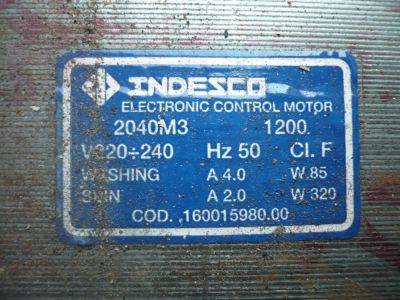 INDESCO
ELECTRONIC CONTROL MOTOR
2040M3 1200.
V220÷240 Hz 50 Cl. F
WASHING A 4.0 W.85
SPIN A 2.0 W 320
COD. 160015980.00